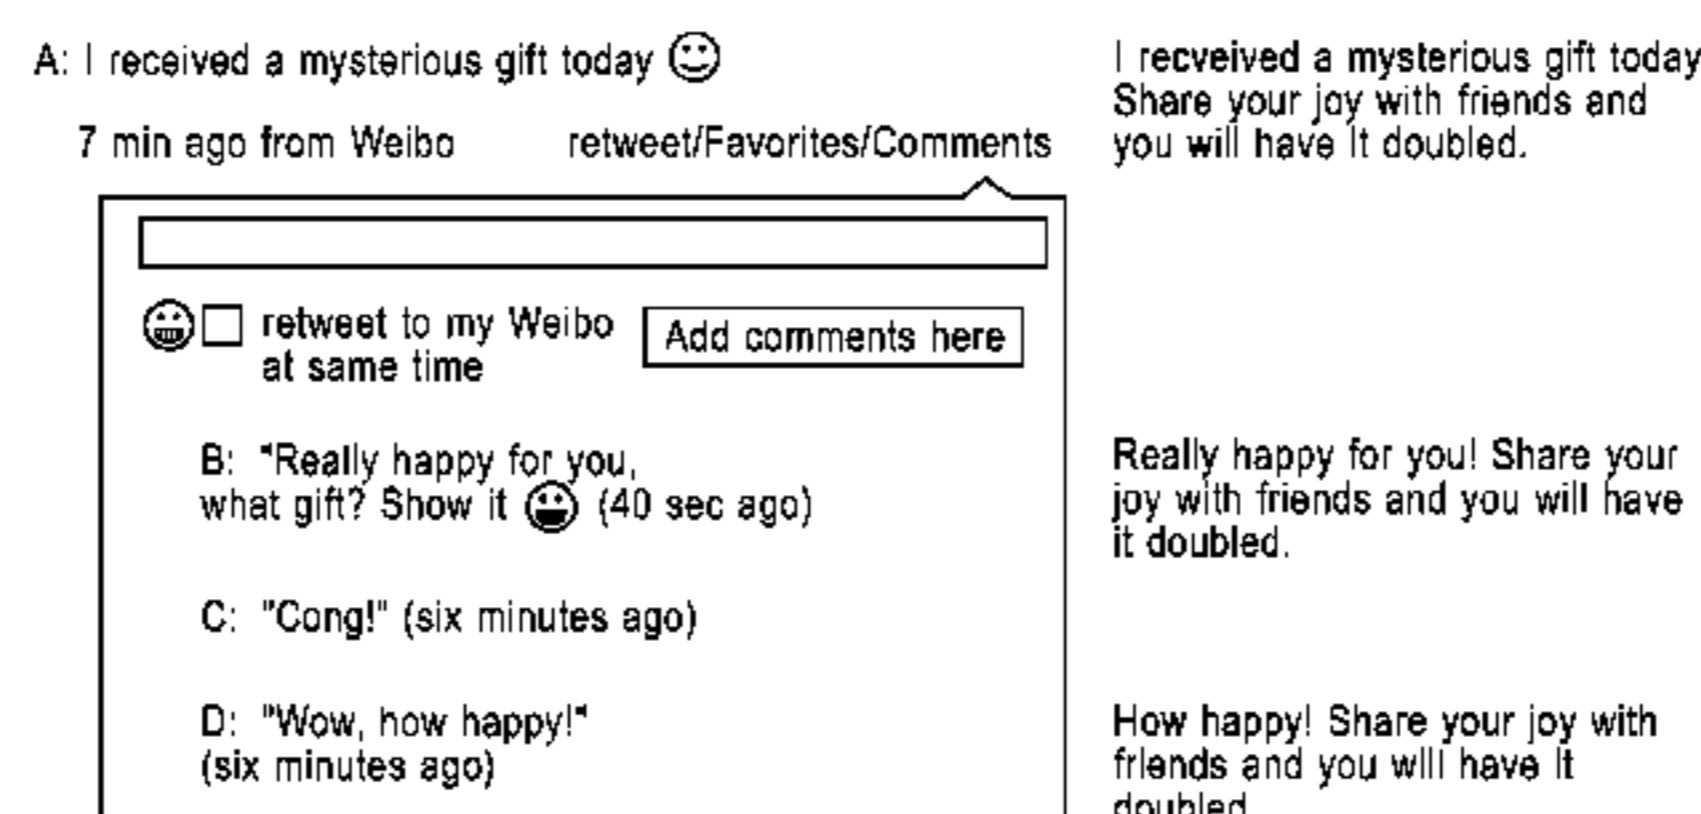 A: I received a mysterious gift today
7 min ago from Weibo retweet/Favorites/Comments
I recveived a mysterious gift today
Share your joy with friends and
you will have it doubled.
retweet to my Weibo
at same time
Add comments here
B: "Really happy for you,
what gift? Show it (40 sec ago)
Really happy for you! Share your
joy with friends and you will have
it doubled.
C: "Cong!" (six minutes ago)
D: "Wow, how happy!"
(six minutes ago)
How happy! Share your joy with
friends and you will have it
doubled